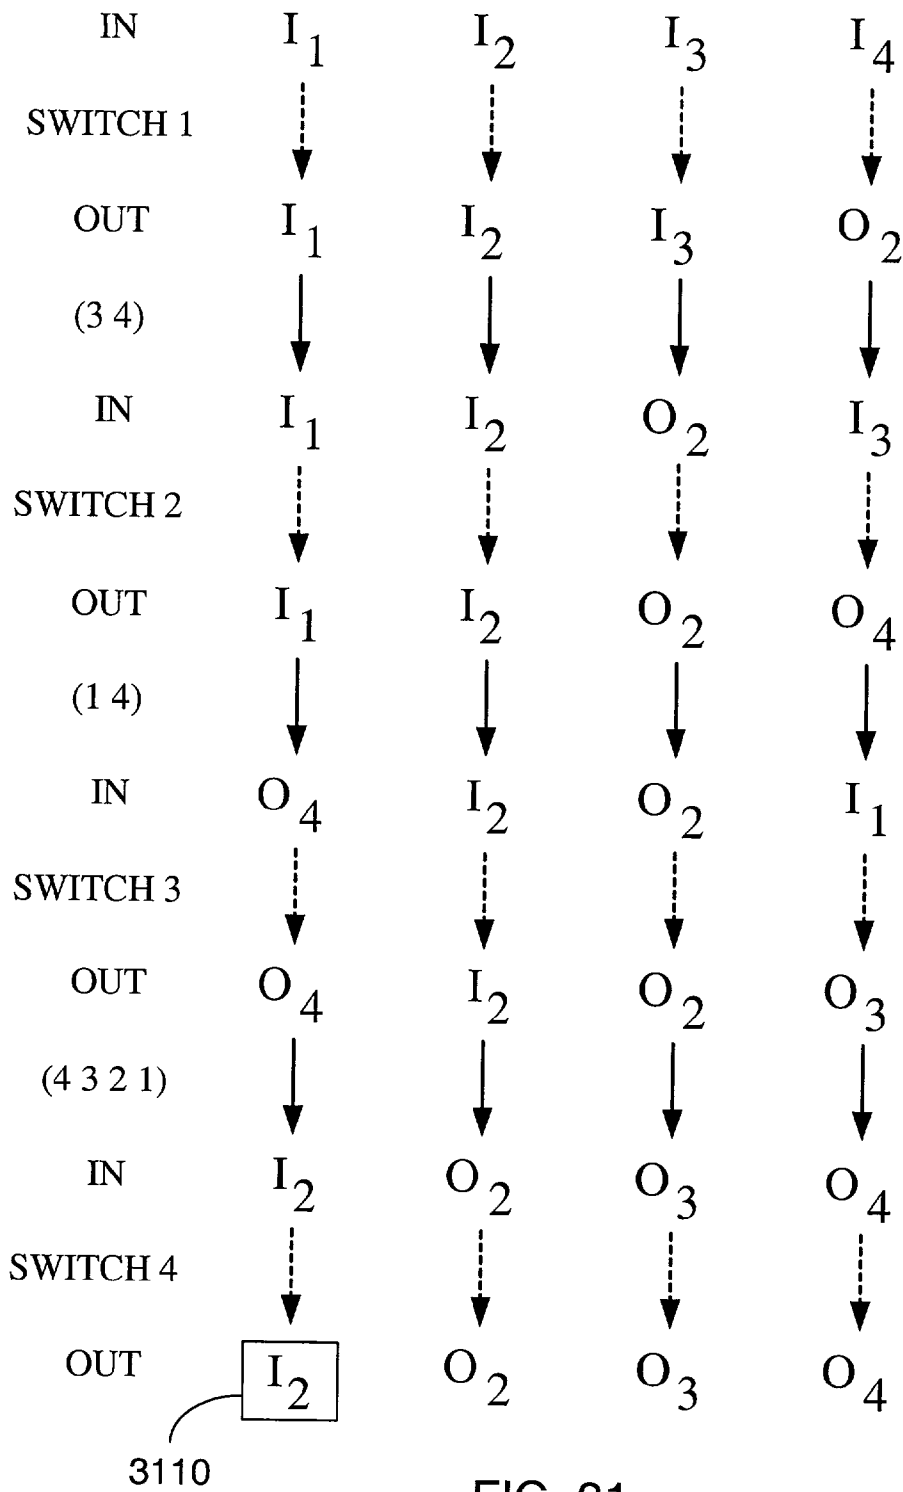 IN I1 I2 I3 I4
SWITCH 1
OUT I1 I2 I3 O2
(3 4)
IN I1 I2 O2 I3
SWITCH 2
OUT I1 I2 O2 O4
(1 4)
IN O4 I2 O2 I1
SWITCH 3
OUT O4 I2 O2 O3
(4 3 2 1)
IN I2 O2 O3 O4
SWITCH 4
OUT I2 O2 O3 O4
3110